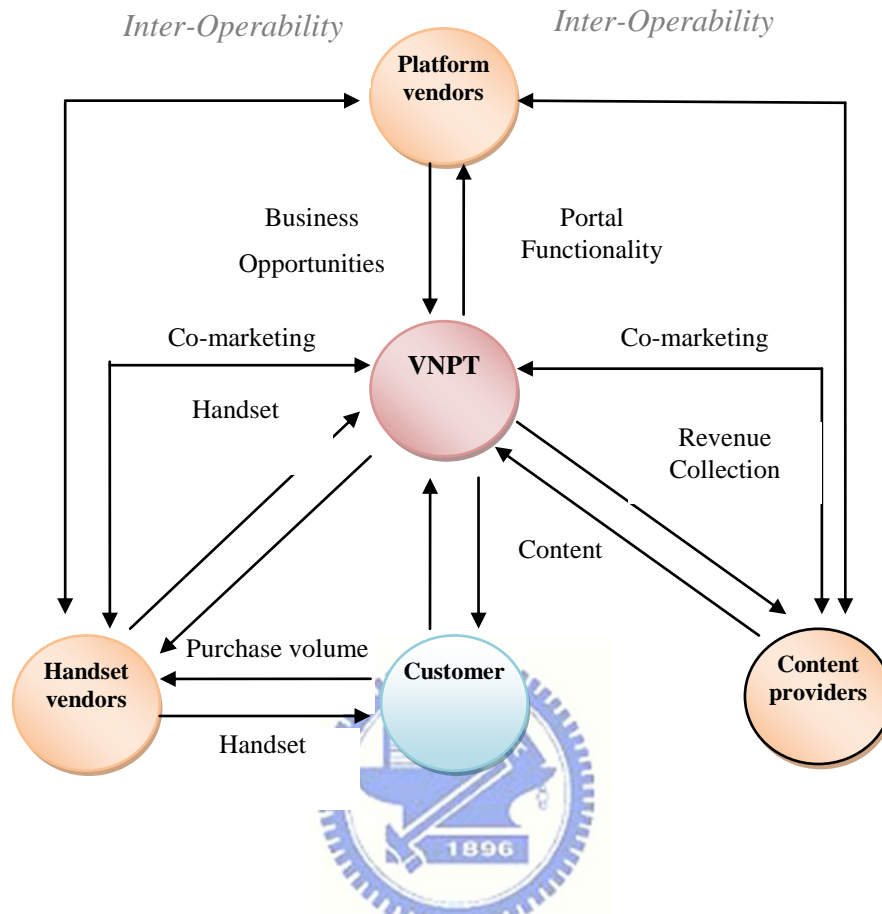 Inter-Operability
Inter-Operability
Platform
vendors
Business
Opportunities
Portal
Functionality
Co-marketing
VNPT
Co-marketing
Handset
Revenue
Collection
Content
Purchase volume
Handset
vendors
Customer
Content
providers
Handset
1896